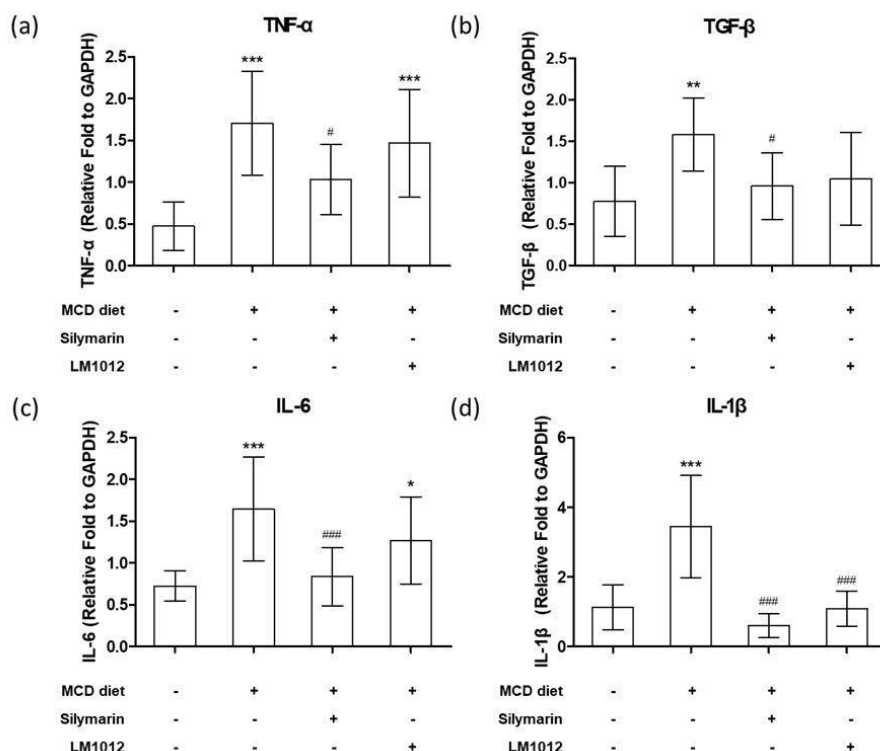 (a)
TNF-α
TNF-α (Relative Fold to GAPDH)
2.5
2.0
1.5
1.0
0.5
0.0
***
#
***
MCD diet - + + +
Silymarin - - + -
LM1012 - - - +
(b)
TGF-β
TGF-β (Relative Fold to GAPDH)
2.5
2.0
1.5
1.0
0.5
0.0
**
#
MCD diet - + + +
Silymarin - - + -
LM1012 - - - +
(c)
IL-6
IL-6 (Relative Fold to GAPDH)
2.5
2.0
1.5
1.0
0.5
0.0
***
###
*
MCD diet - + + +
Silymarin - - + -
LM1012 - - - +
(d)
IL-1β
IL-1β (Relative Fold to GAPDH)
6
4
2
0
***
###
###
MCD diet - + + +
Silymarin - - + -
LM1012 - - - +